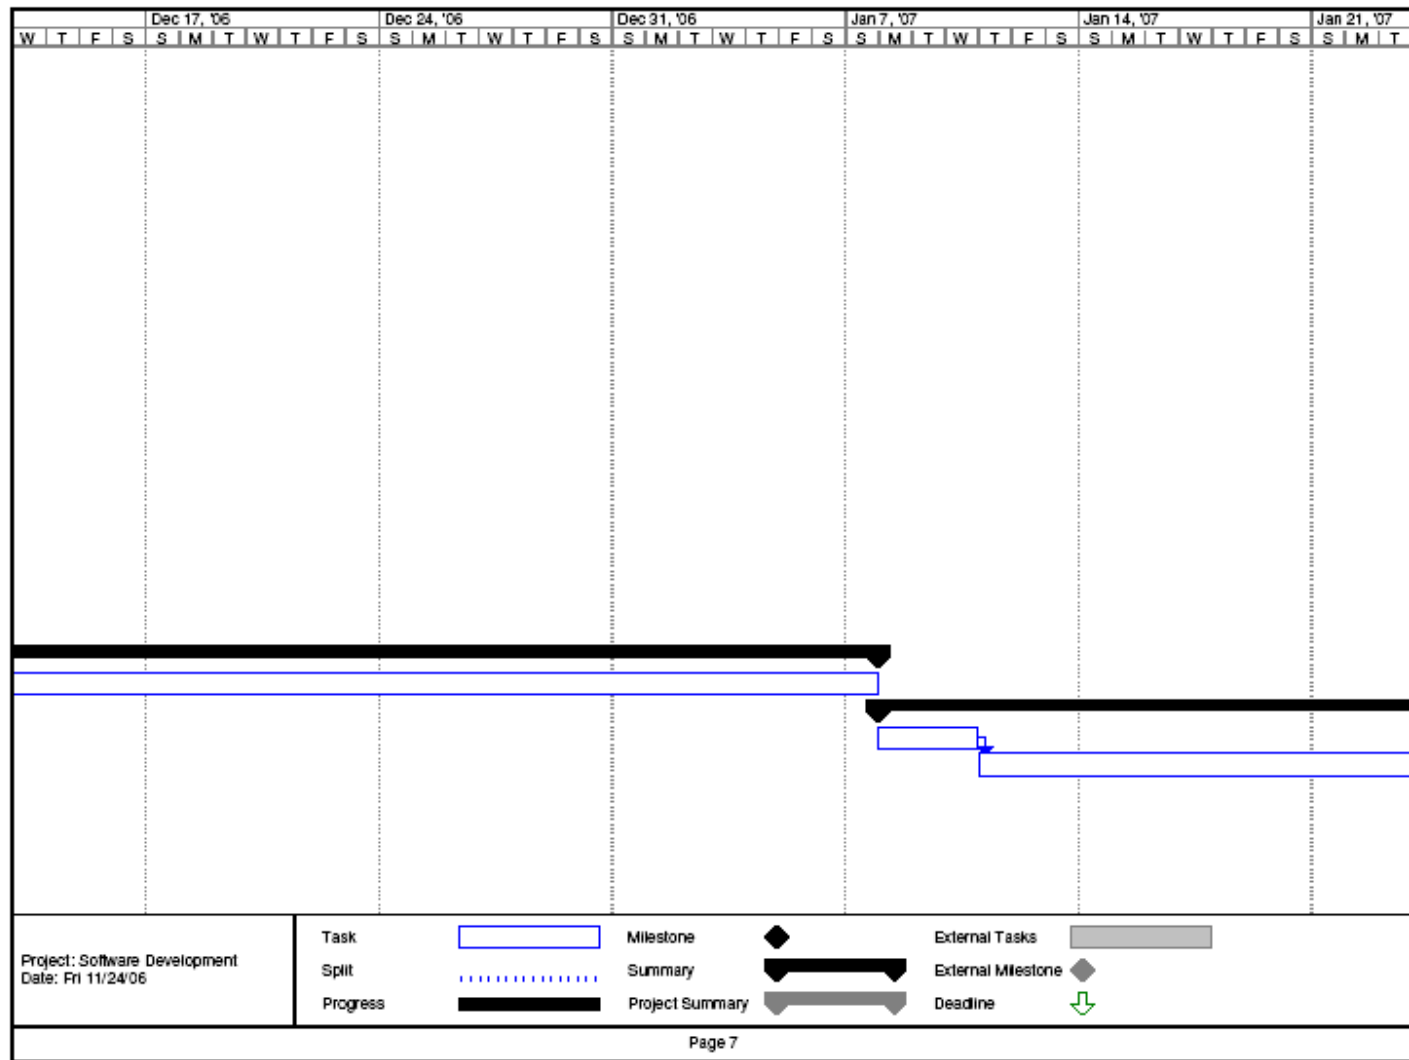 Dec 17, '06 Dec 24, '06 Dec 31, '06 Jan 7, '07 Jan 14, '07 Jan 21, '07
W T F S S M T W T F S S M T W T F S S M T W T F S S M T W T F S S M T W T F S S M T
Project: Software Development
Date: Fri 11/24/06
Task Milestone External Tasks
Split Summary External Milestone
Progress Project Summary Deadline
Page 7